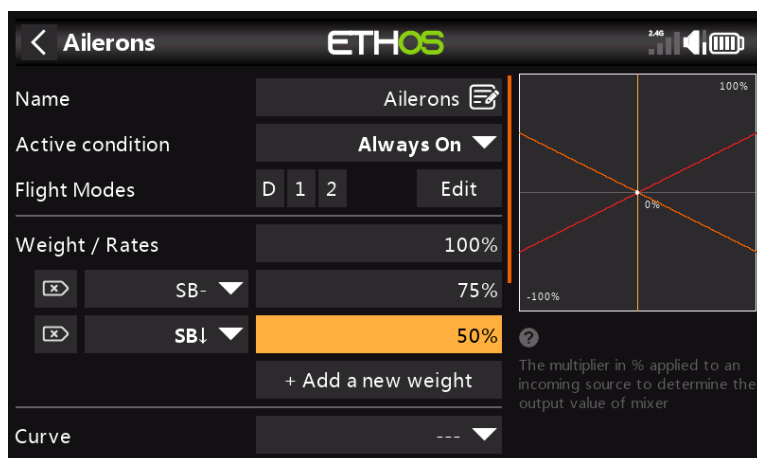 Ailerons
ETHOS
2.4G
Name
Ailerons
Active condition
Always On
Flight Modes
D 1 2
Edit
Weight / Rates
100%
SB-
75%
SB↓
50%
+ Add a new weight
Curve
---
100%
0%
-100%
?
The multiplier in % applied to an
incoming source to determine the
output value of mixer